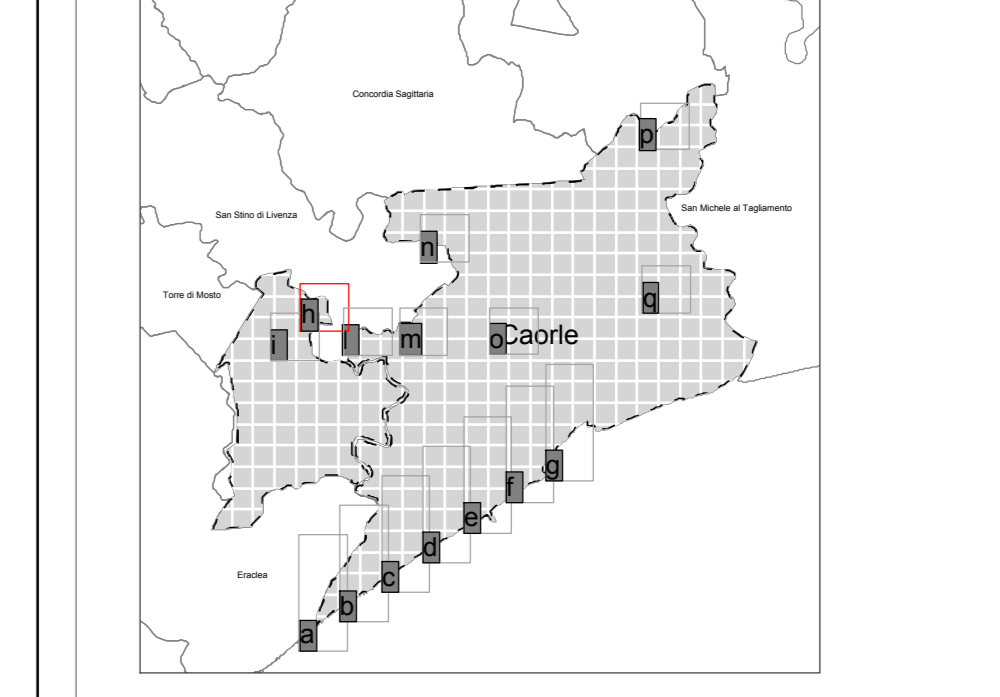 Concordia Sagittaria
p
San Michele al Tagliamento
San Stino di Livenza
n
Torre di Mosto
q
h
i
l
m
o
Caorle
g
f
e
d
Eraclea
c
b
a